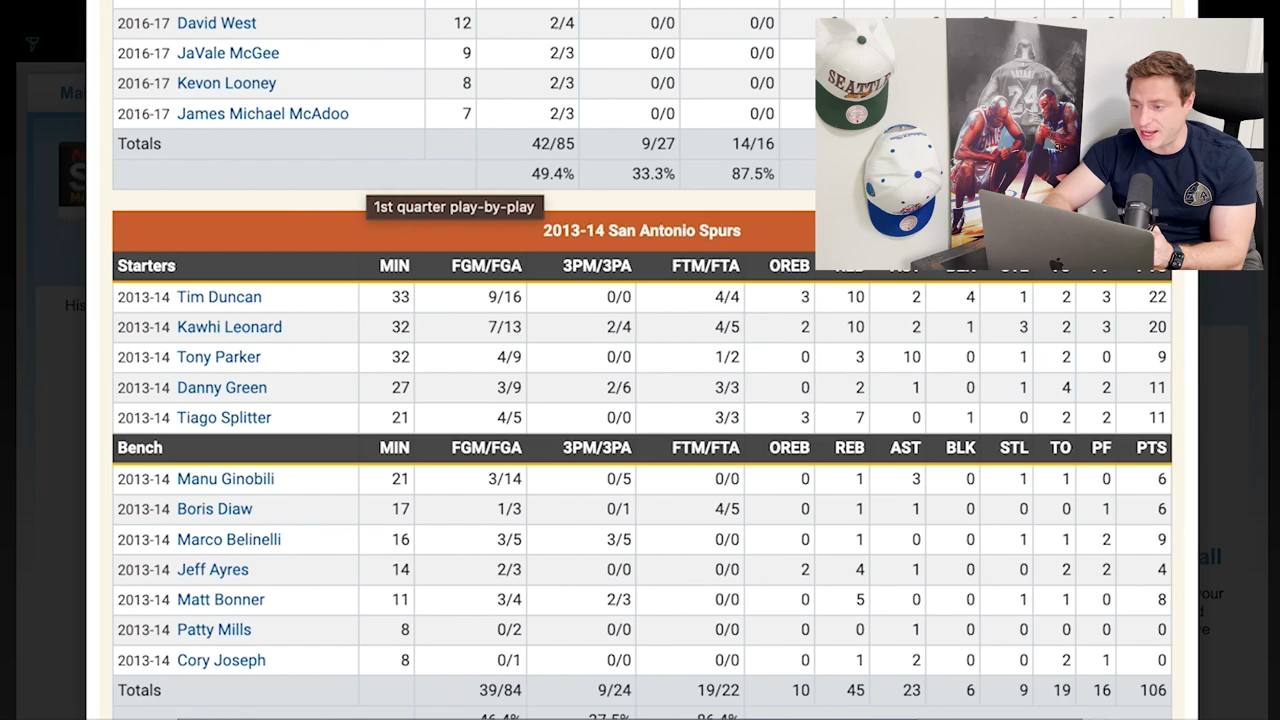 2016-17 David West 12 2/4 0/0 0/0
2016-17 JaVale McGee 9 2/3 0/0 0/0
2016-17 Kevon Looney 8 2/3 0/0 0/0
2016-17 James Michael McAdoo 7 2/3 0/0 0/0
Totals 42/85 9/27 14/16
49.4% 33.3% 87.5%
SEATTLE
BRYANT
24
Ma
His
1st quarter play-by-play
2013-14 San Antonio Spurs
Starters MIN FGM/FGA 3PM/3PA FTM/FTA OREB
2013-14 Tim Duncan 33 9/16 0/0 4/4 3 10 2 4 1 2 3 22
2013-14 Kawhi Leonard 32 7/13 2/4 4/5 2 10 2 1 3 2 3 20
2013-14 Tony Parker 32 4/9 0/0 1/2 0 3 10 0 1 2 0 9
2013-14 Danny Green 27 3/9 2/6 3/3 0 2 1 0 1 4 2 11
2013-14 Tiago Splitter 21 4/5 0/0 3/3 3 7 0 1 0 2 2 11
Bench MIN FGM/FGA 3PM/3PA FTM/FTA OREB REB AST BLK STL TO PF PTS
2013-14 Manu Ginobili 21 3/14 0/5 0/0 0 1 3 0 1 1 0 6
2013-14 Boris Diaw 17 1/3 0/1 4/5 0 1 1 0 0 0 1 6
2013-14 Marco Belinelli 16 3/5 3/5 0/0 0 1 0 0 1 1 2 9
2013-14 Jeff Ayres 14 2/3 0/0 0/0 2 4 1 0 0 2 2 4
2013-14 Matt Bonner 11 3/4 2/3 0/0 0 5 0 0 1 1 0 8
2013-14 Patty Mills 8 0/2 0/0 0/0 0 0 1 0 0 0 0 0
2013-14 Cory Joseph 8 0/1 0/0 0/0 0 1 2 0 0 2 1 0
Totals 39/84 9/24 19/22 10 45 23 6 9 19 16 106
46.4% 37.5% 86.4%
all
your